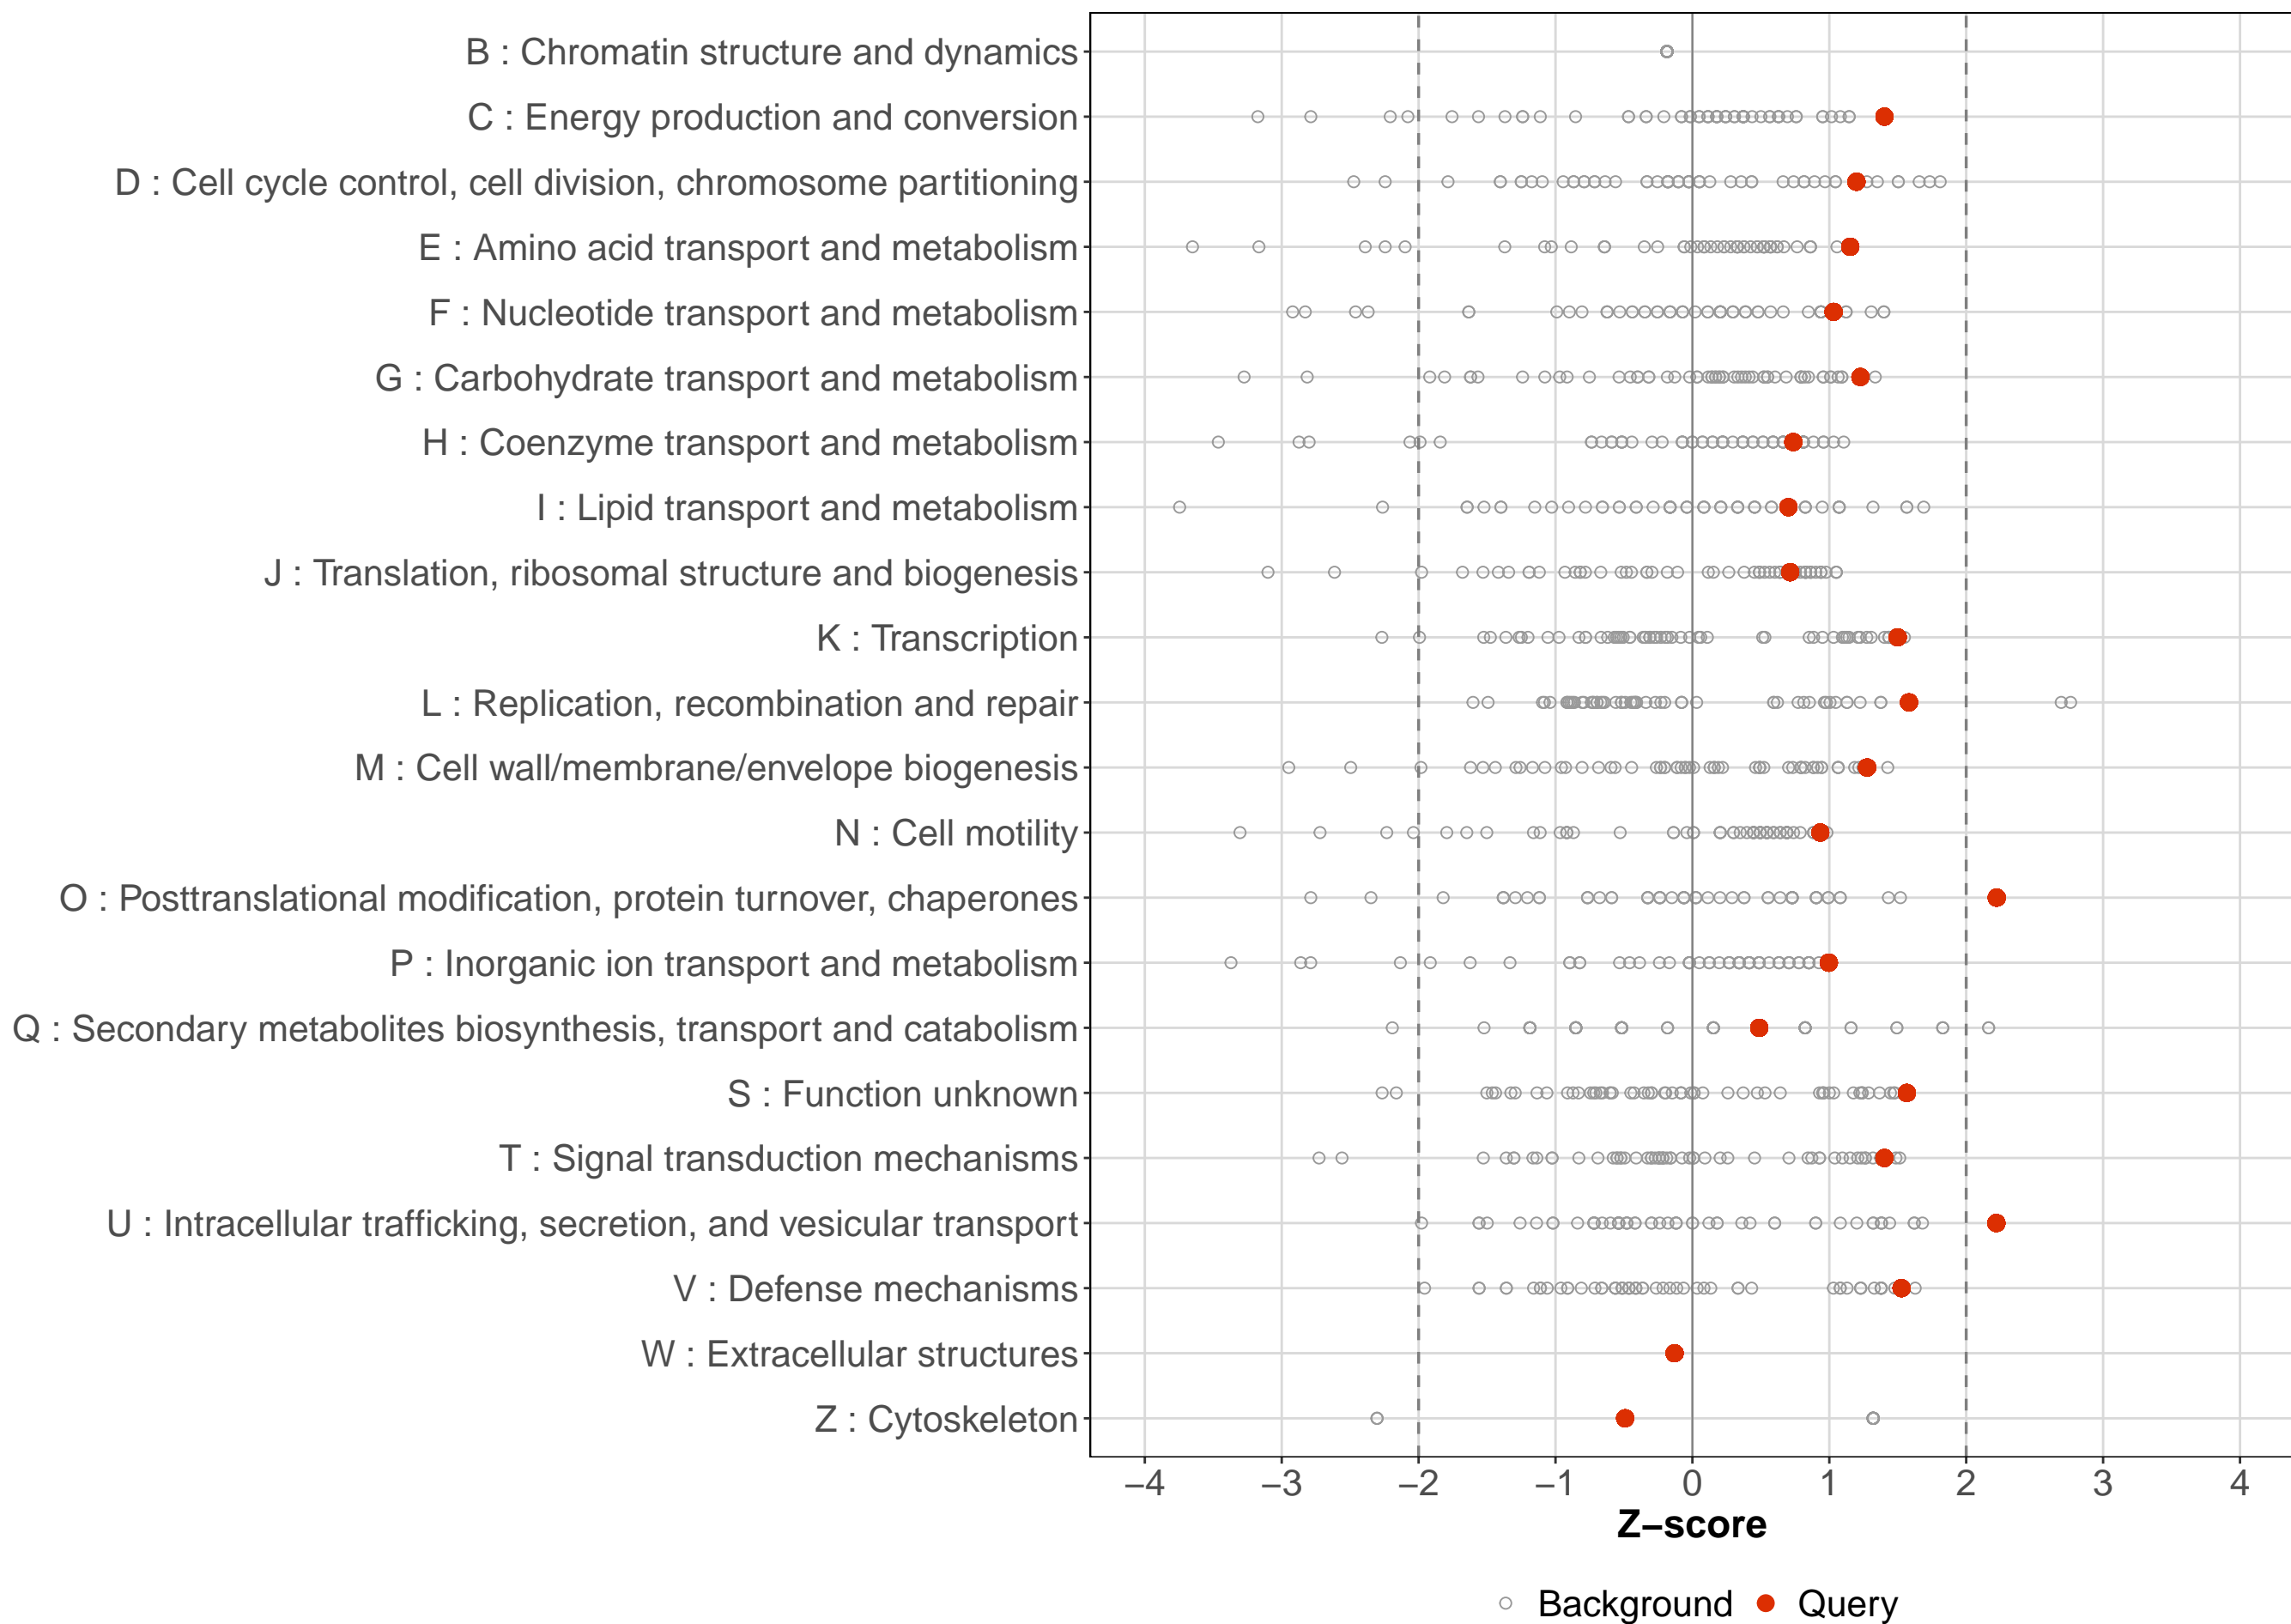 B : Chromatin structure and dynamics
C : Energy production and conversion
D : Cell cycle control, cell division, chromosome partitioning
E : Amino acid transport and metabolism
F : Nucleotide transport and metabolism
G : Carbohydrate transport and metabolism
H : Coenzyme transport and metabolism
I : Lipid transport and metabolism
J : Translation, ribosomal structure and biogenesis
K : Transcription
L : Replication, recombination and repair
M : Cell wall/membrane/envelope biogenesis
N : Cell motility
O : Posttranslational modification, protein turnover, chaperones
P : Inorganic ion transport and metabolism
Q : Secondary metabolites biosynthesis, transport and catabolism
S : Function unknown
T : Signal transduction mechanisms
U : Intracellular trafficking, secretion, and vesicular transport
V : Defense mechanisms
W : Extracellular structures
Z : Cytoskeleton
−4 −3 −2 −1 0 1 2 3 4
Z−score
Background Query